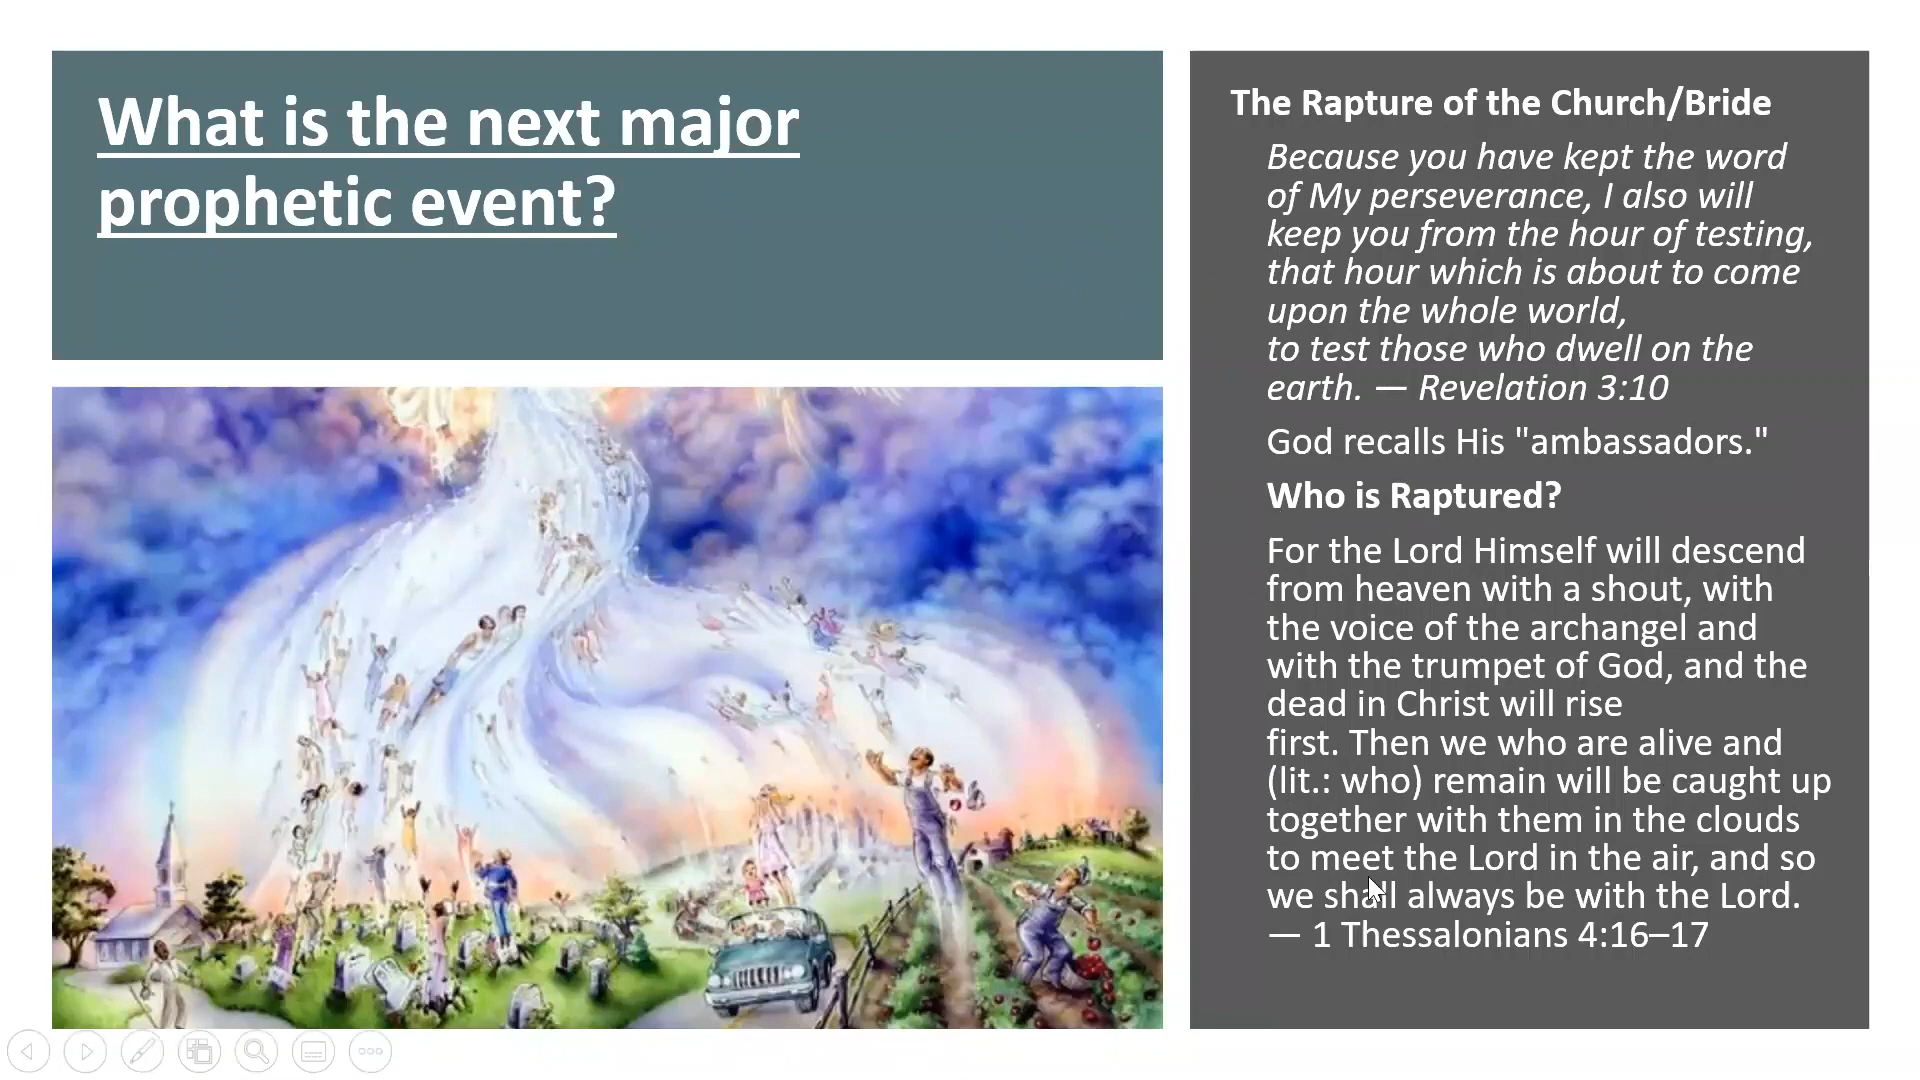 What is the next major
prophetic event?
The Rapture of the Church/Bride
Because you have kept the word
of My perseverance, I also will
keep you from the hour of testing,
that hour which is about to come
upon the whole world,
to test those who dwell on the
earth. — Revelation 3:10
God recalls His "ambassadors."
Who is Raptured?
For the Lord Himself will descend
from heaven with a shout, with
the voice of the archangel and
with the trumpet of God, and the
dead in Christ will rise
first. Then we who are alive and
(lit.: who) remain will be caught up
together with them in the clouds
to meet the Lord in the air, and so
we shall always be with the Lord.
— 1 Thessalonians 4:16–17